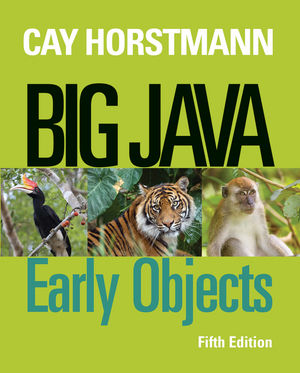 CAY HORSTMANN
BIG JAVA
Early Objects
Fifth Edition